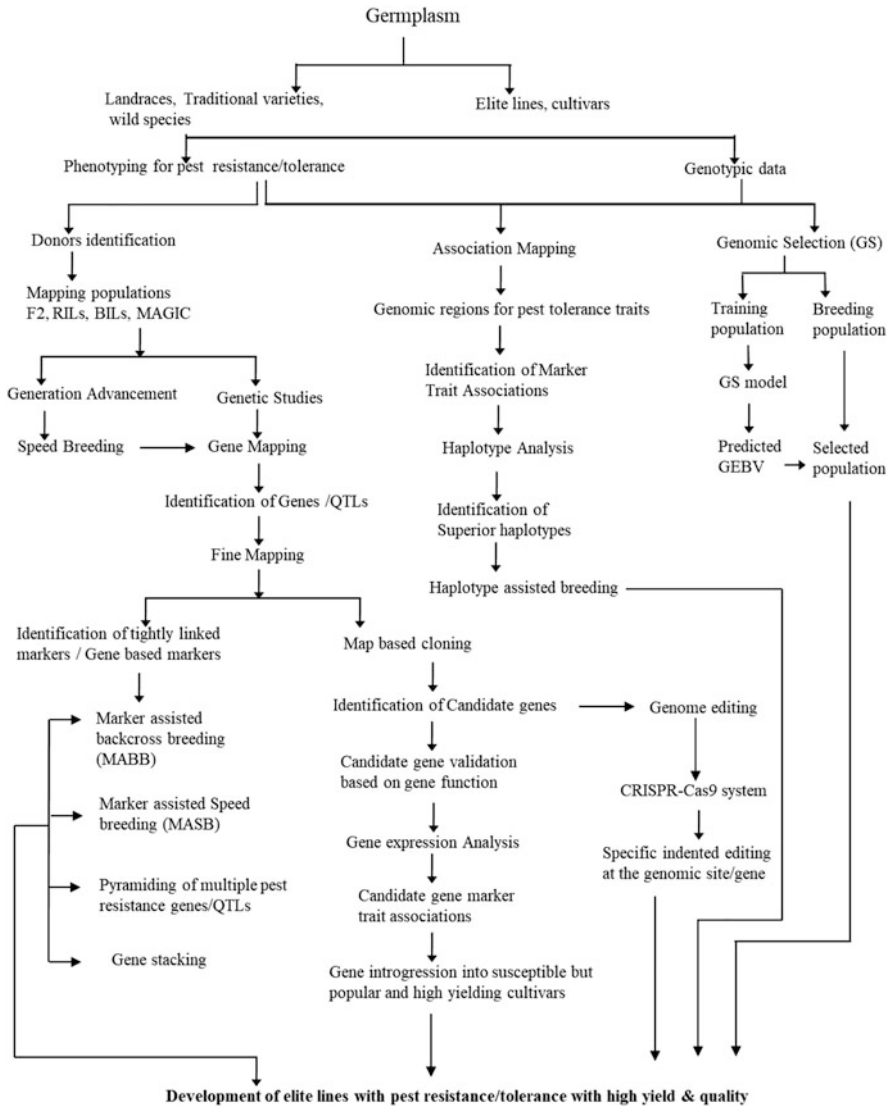 Germplasm
Landraces, Traditional varieties,
wild species
Elite lines, cultivars
Phenotyping for pest resistance/tolerance
Genotypic data
Donors identification
Association Mapping
Genomic Selection (GS)
Mapping populations
F2, RILs, BILs, MAGIC
Genomic regions for pest tolerance traits
Training
population
Breeding
population
Generation Advancement
Genetic Studies
Identification of Marker
Trait Associations
GS model
Speed Breeding
Gene Mapping
Haplotype Analysis
Predicted
GEBV
Selected
population
Identification of Genes /QTLs
Identification of
Superior haplotypes
Fine Mapping
Haplotype assisted breeding
Identification of tightly linked
markers / Gene based markers
Map based cloning
Marker assisted
backcross breeding
(MABB)
Identification of Candidate genes
Genome editing
Candidate gene validation
based on gene function
CRISPR-Cas9 system
Marker assisted Speed
breeding (MASB)
Gene expression Analysis
Specific indented editing
at the genomic site/gene
Pyramiding of multiple pest
resistance genes/QTLs
Candidate gene marker
trait associations
Gene stacking
Gene introgression into susceptible but
popular and high yielding cultivars
Development of elite lines with pest resistance/tolerance with high yield & quality